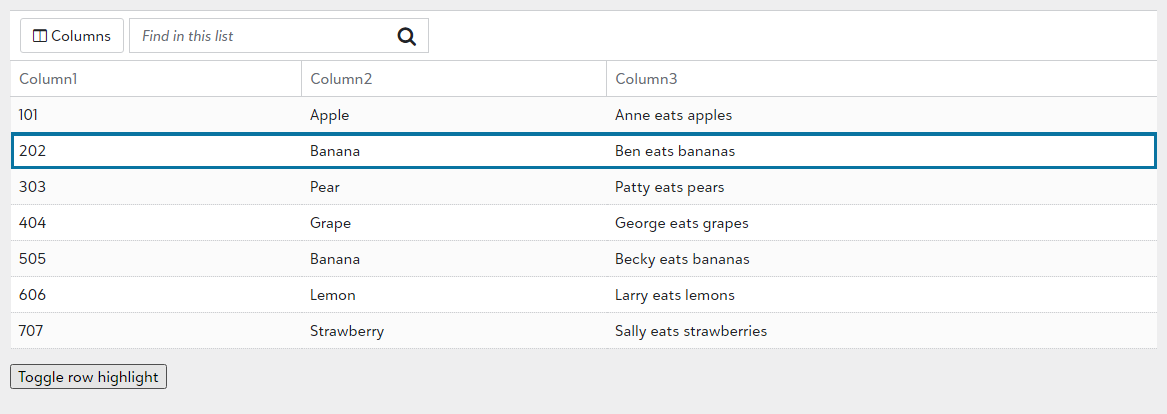 Columns Find in this list
Column1 Column2 Column3
101 Apple Anne eats apples
202 Banana Ben eats bananas
303 Pear Patty eats pears
404 Grape George eats grapes
505 Banana Becky eats bananas
606 Lemon Larry eats lemons
707 Strawberry Sally eats strawberries
Toggle row highlight